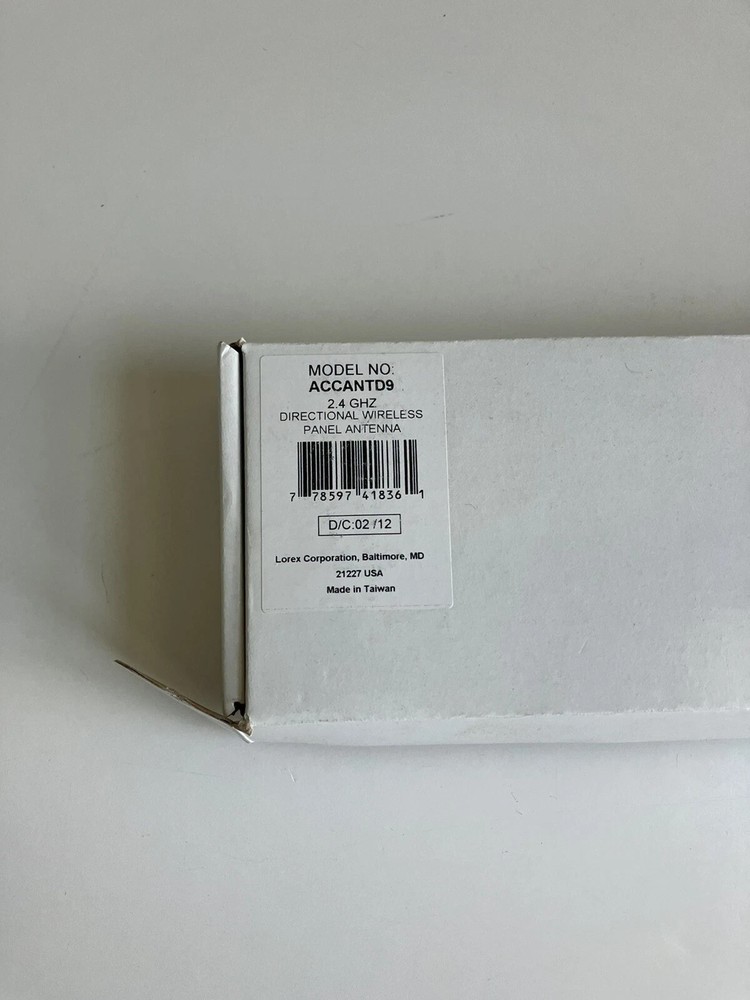 MODEL NO:
ACCANTD9
2.4 GHZ
DIRECTIONAL WIRELESS
PANEL ANTENNA
7 78597 41836 1
D/C:02 /12
Lorex Corporation, Baltimore, MD
21227 USA
Made in Taiwan